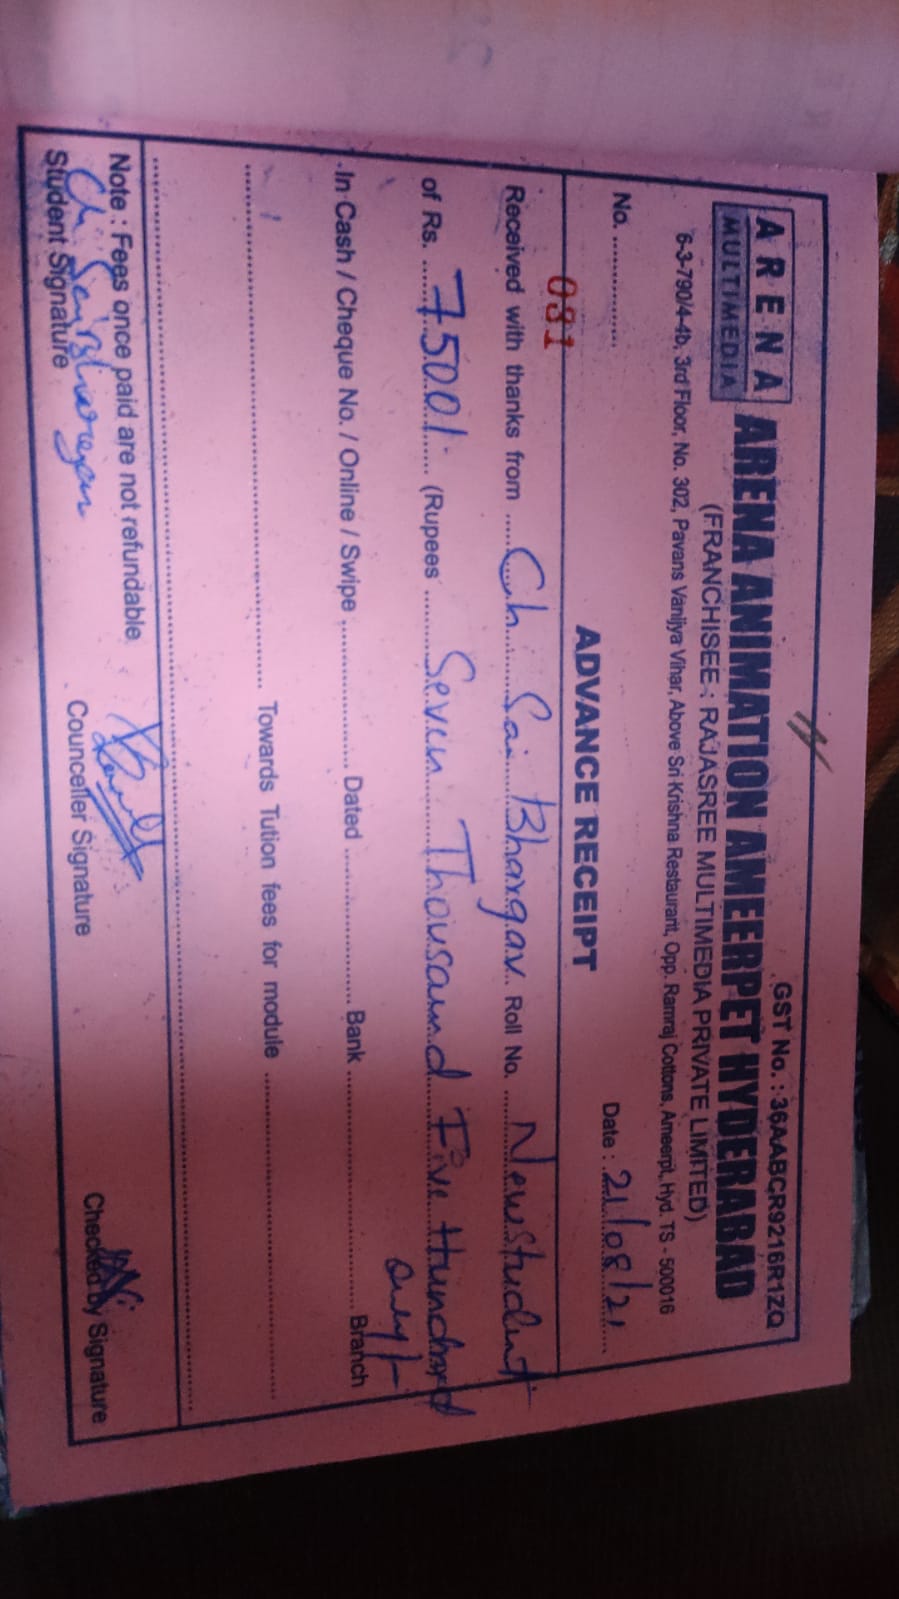 GST No. : 36AABCR9216R1ZQ
ARENA
MULTIMEDIA
ARENA ANIMATION AMEERPET HYDERABAD
(FRANCHISEE : RAJASREE MULTIMEDIA PRIVATE LIMITED)
6-3-790/4-4b, 3rd Floor, No. 302, Pavans Vanijya Vihar, Above Sri Krishna Restaurant, Opp. Ramraj Cottons, Ameerpt, Hyd. TS - 500016
No. ............... Date : 21/08/21
ADVANCE RECEIPT
031
Received with thanks from Ch Sai Bhargav Roll No. New Student
of Rs. 7500/- (Rupees Seven Thousand Five Hundred
only/-
In Cash / Cheque No. / Online / Swipe ............... Dated ............... Bank ............... Branch
............... Towards Tution fees for module ...............
Note : Fees once paid are not refundable
Student Signature Counceller Signature Checked by Signature